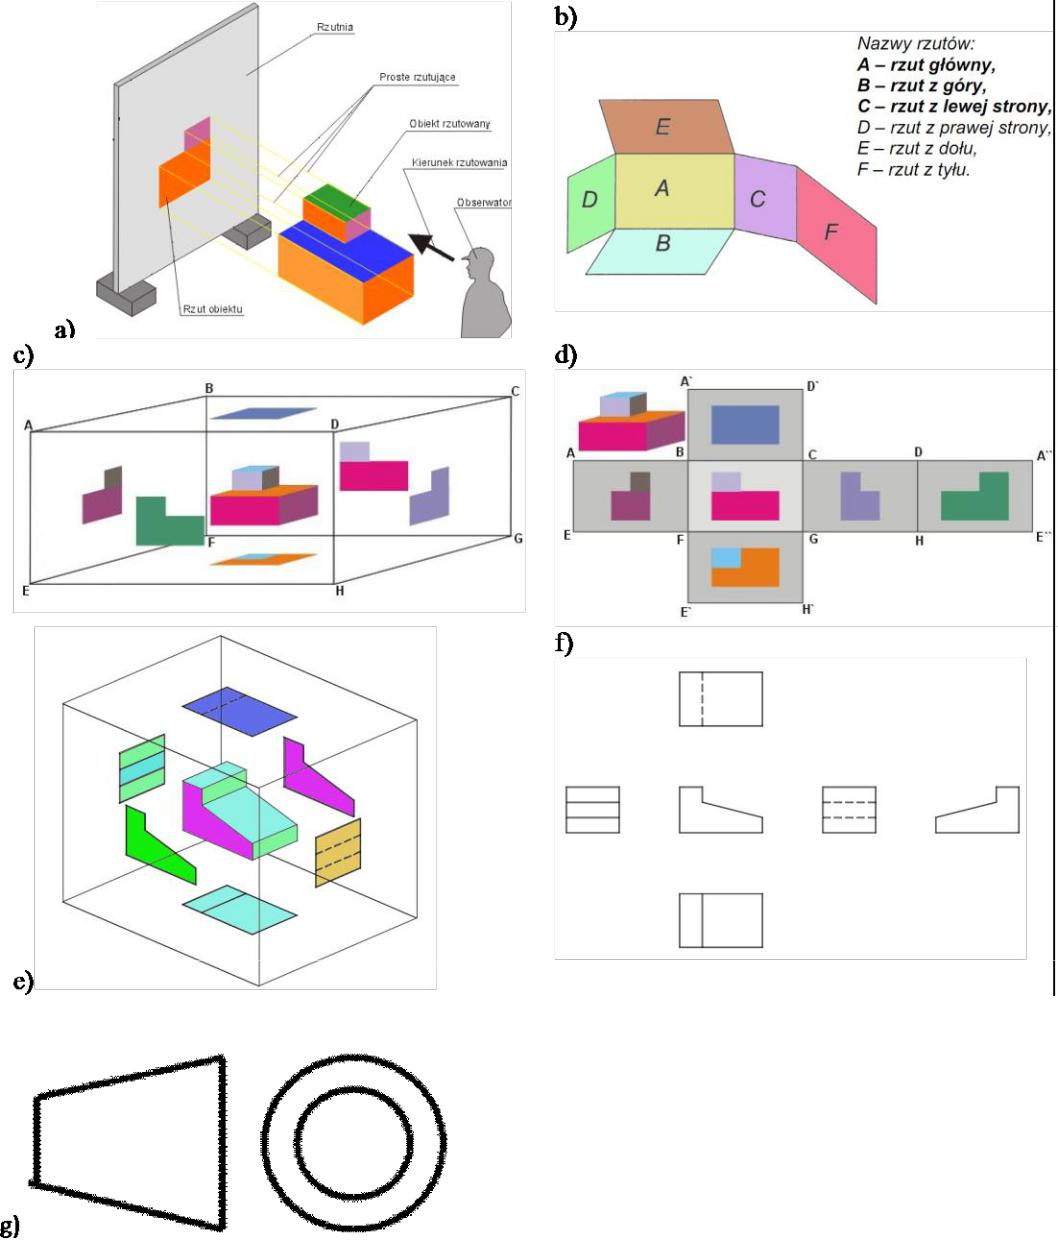 Rzutnia
Proste rzutujące
Obiekt rzutowany
Kierunek rzutowania
Obserwator
Rzut obiektu
a)
b)
Nazwy rzutów:
A – rzut główny,
B – rzut z góry,
C – rzut z lewej strony,
D – rzut z prawej strony,
E – rzut z dołu,
F – rzut z tyłu.
E
D
A
C
F
B
c)
B
C
A
D
F
G
E
H
d)
A` D`
A B C D A``
E F G H E``
E` H`
e)
f)
g)